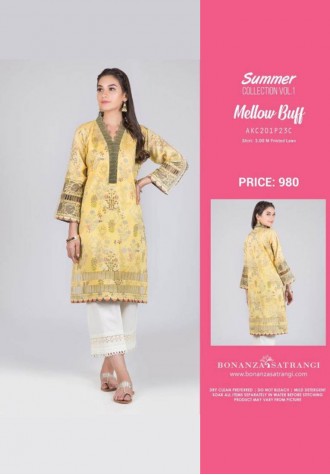 Summer
COLLECTION VOL.1
Mellow Buff
AKC201P23C
Shirt: 3.00 M Printed Lawn
PRICE: 980
BONANZA SATRANGI
www.bonanzasatrangi.com
DRY CLEAN PREFERRED | DO NOT BLEACH | MILD DETERGENT
SOAK ALL ITEMS SEPARATELY IN WATER BEFORE STITCHING
PRODUCT MAY VARY FROM PICTURE